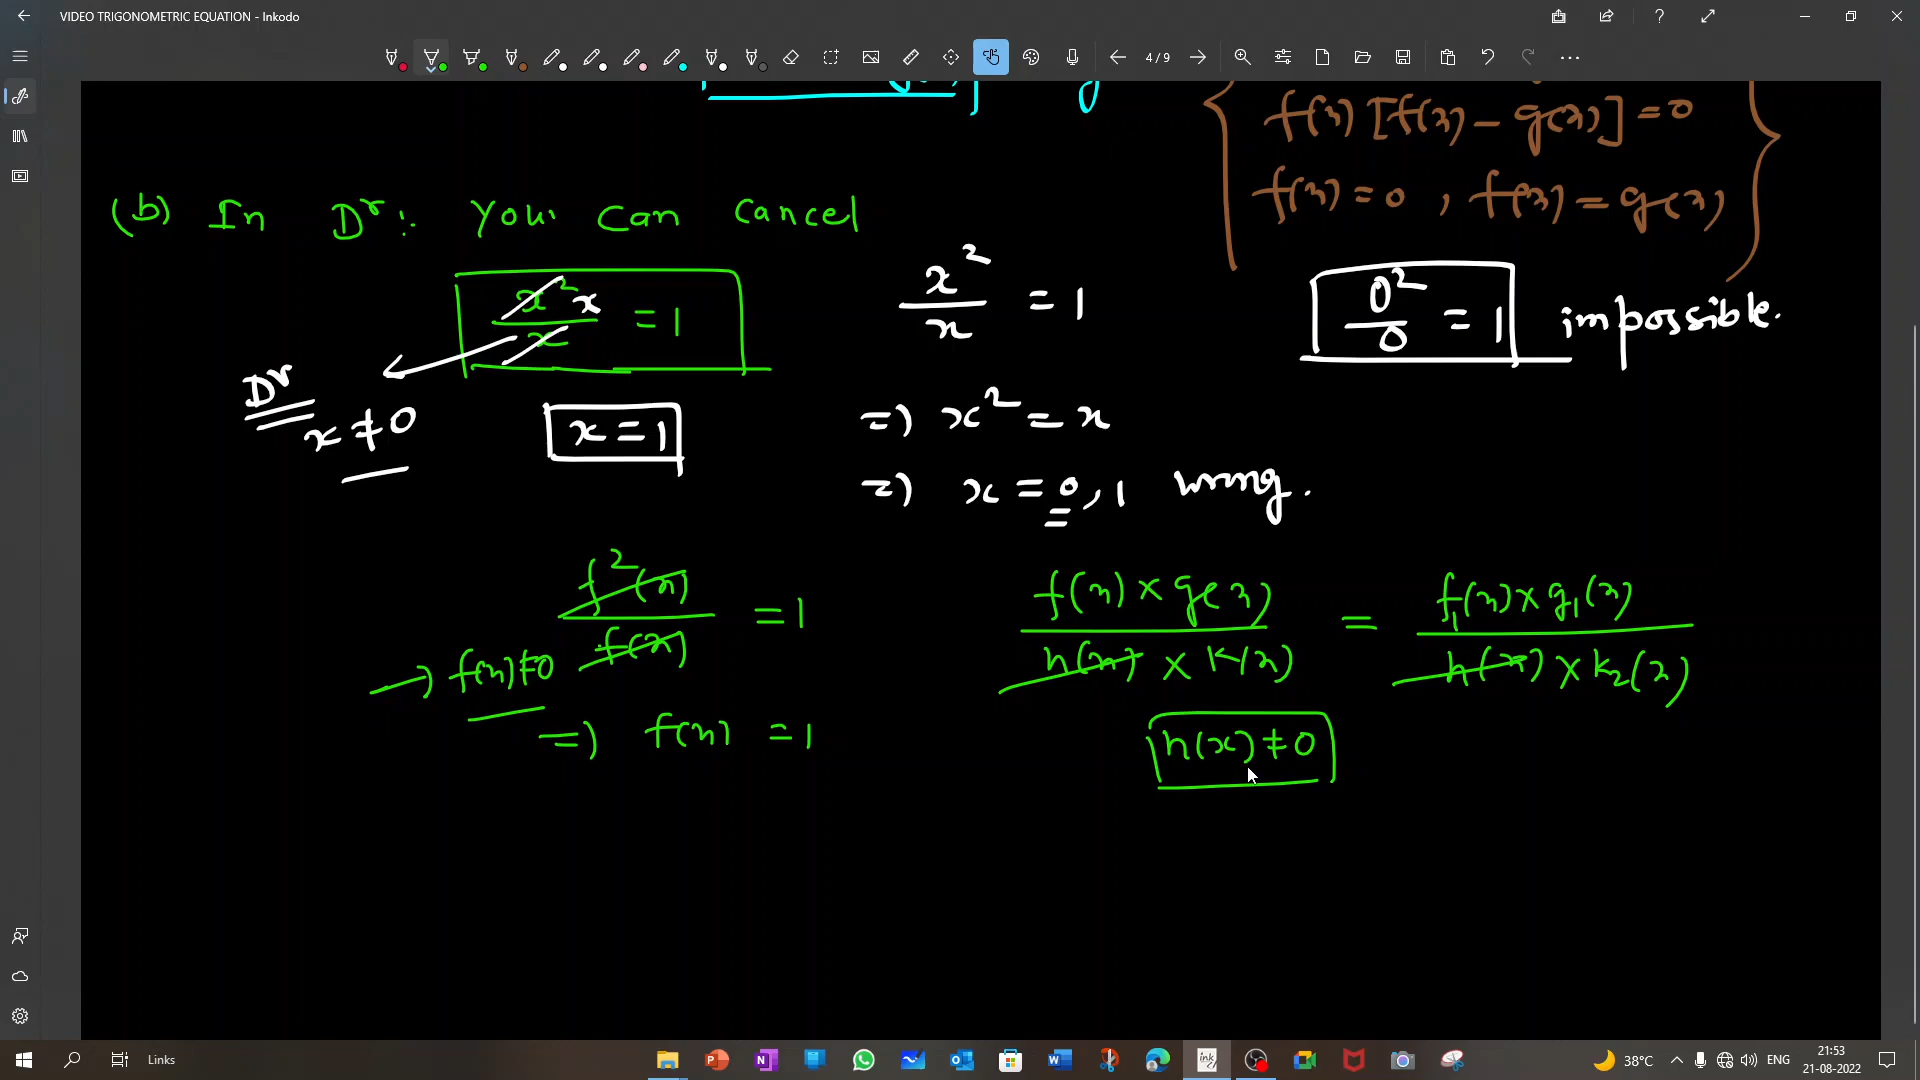 VIDEO TRIGONOMETRIC EQUATION - Inkodo
4 / 9
f(x) [f(x) - g(x)] = 0
f(x) = 0 , f(x) = g(x)
(b) In Dr: You Can Cancel
x² x / x = 1
x² / x = 1
0² / 0 = 1 impossible.
Dr
x ≠ 0
x = 1
=) x² = x
=) x = 0, 1 wrong.
f²(x) / f(x) = 1
f(x) x g(x) / h(x) x K(x) = f₁(x) x g₁(x) / h(x) x K₂(x)
→ f(x) ≠ 0
=) f(x) = 1
h(x) ≠ 0
Links
38°C
ENG
21:53
21-08-2022